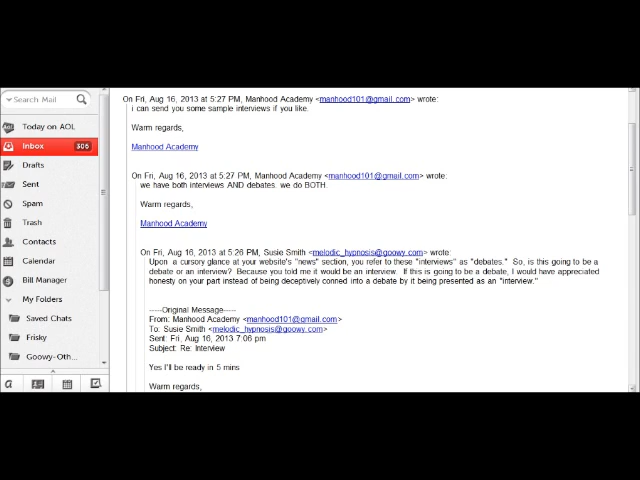 Search Mail
Today on AOL
Inbox 306
Drafts
Sent
Spam
Trash
Contacts
Calendar
Bill Manager
My Folders
Saved Chats
Frisky
Goowy-Oth...
On Fri, Aug 16, 2013 at 5:27 PM, Manhood Academy <manhood101@gmail.com> wrote:
i can send you some sample interviews if you like.
Warm regards,
Manhood Academy
On Fri, Aug 16, 2013 at 5:27 PM, Manhood Academy <manhood101@gmail.com> wrote:
we have both interviews AND debates. we do BOTH.
Warm regards,
Manhood Academy
On Fri, Aug 16, 2013 at 5:26 PM, Susie Smith <melodic_hypnosis@goowy.com> wrote:
Upon a cursory glance at your website's "news" section, you refer to these "interviews" as "debates." So, is this going to be a
debate or an interview? Because you told me it would be an interview. If this is going to be a debate, I would have appreciated
honesty on your part instead of being deceptively conned into a debate by it being presented as an "interview."
-----Original Message-----
From: Manhood Academy <manhood101@gmail.com>
To: Susie Smith <melodic_hypnosis@goowy.com>
Sent: Fri, Aug 16, 2013 7:06 pm
Subject: Re: Interview
Yes I'll be ready in 5 mins
Warm regards,